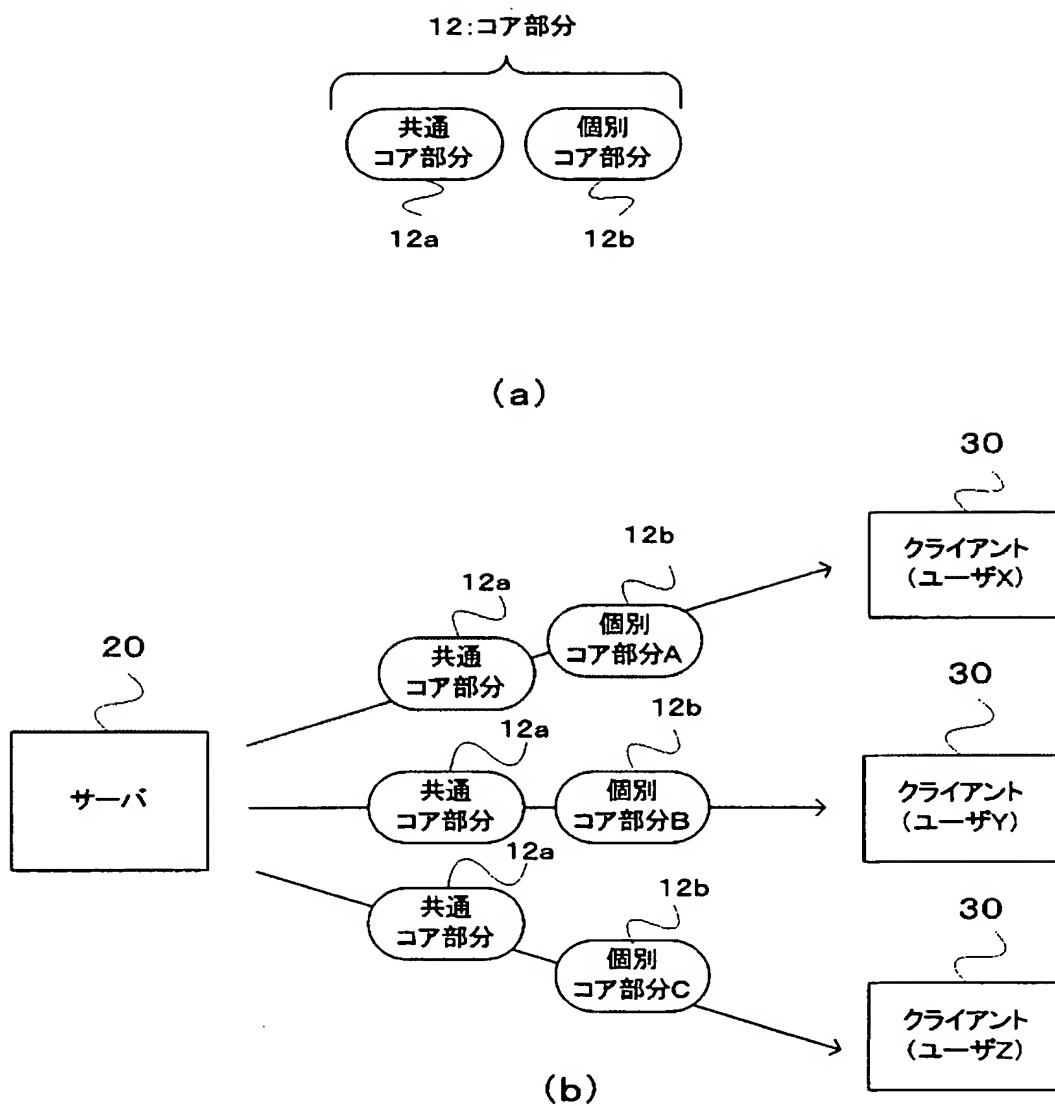 12:コア部分
共通
コア部分
個別
コア部分
12a
12b
(a)
30
12b
クライアント
(ユーザX)
12a
個別
コア部分A
20
共通
コア部分
30
12b
12a
サーバ
共通
コア部分
個別
コア部分B
クライアント
(ユーザY)
12a
共通
コア部分
12b
30
個別
コア部分C
クライアント
(ユーザZ)
(b)